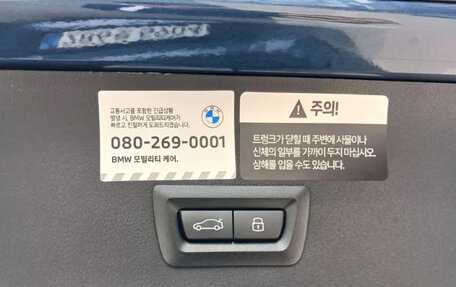 교통사고를 포함한 긴급상황
발생 시, BMW 모빌리티케어가
빠르고 친절하게 도와드리겠습니다.
080-269-0001
BMW 모빌리티 케어.
주의!
트렁크가 닫힐 때 주변에 사물이나
신체의 일부를 가까이 두지 마십시오.
상해를 입을 수도 있습니다.